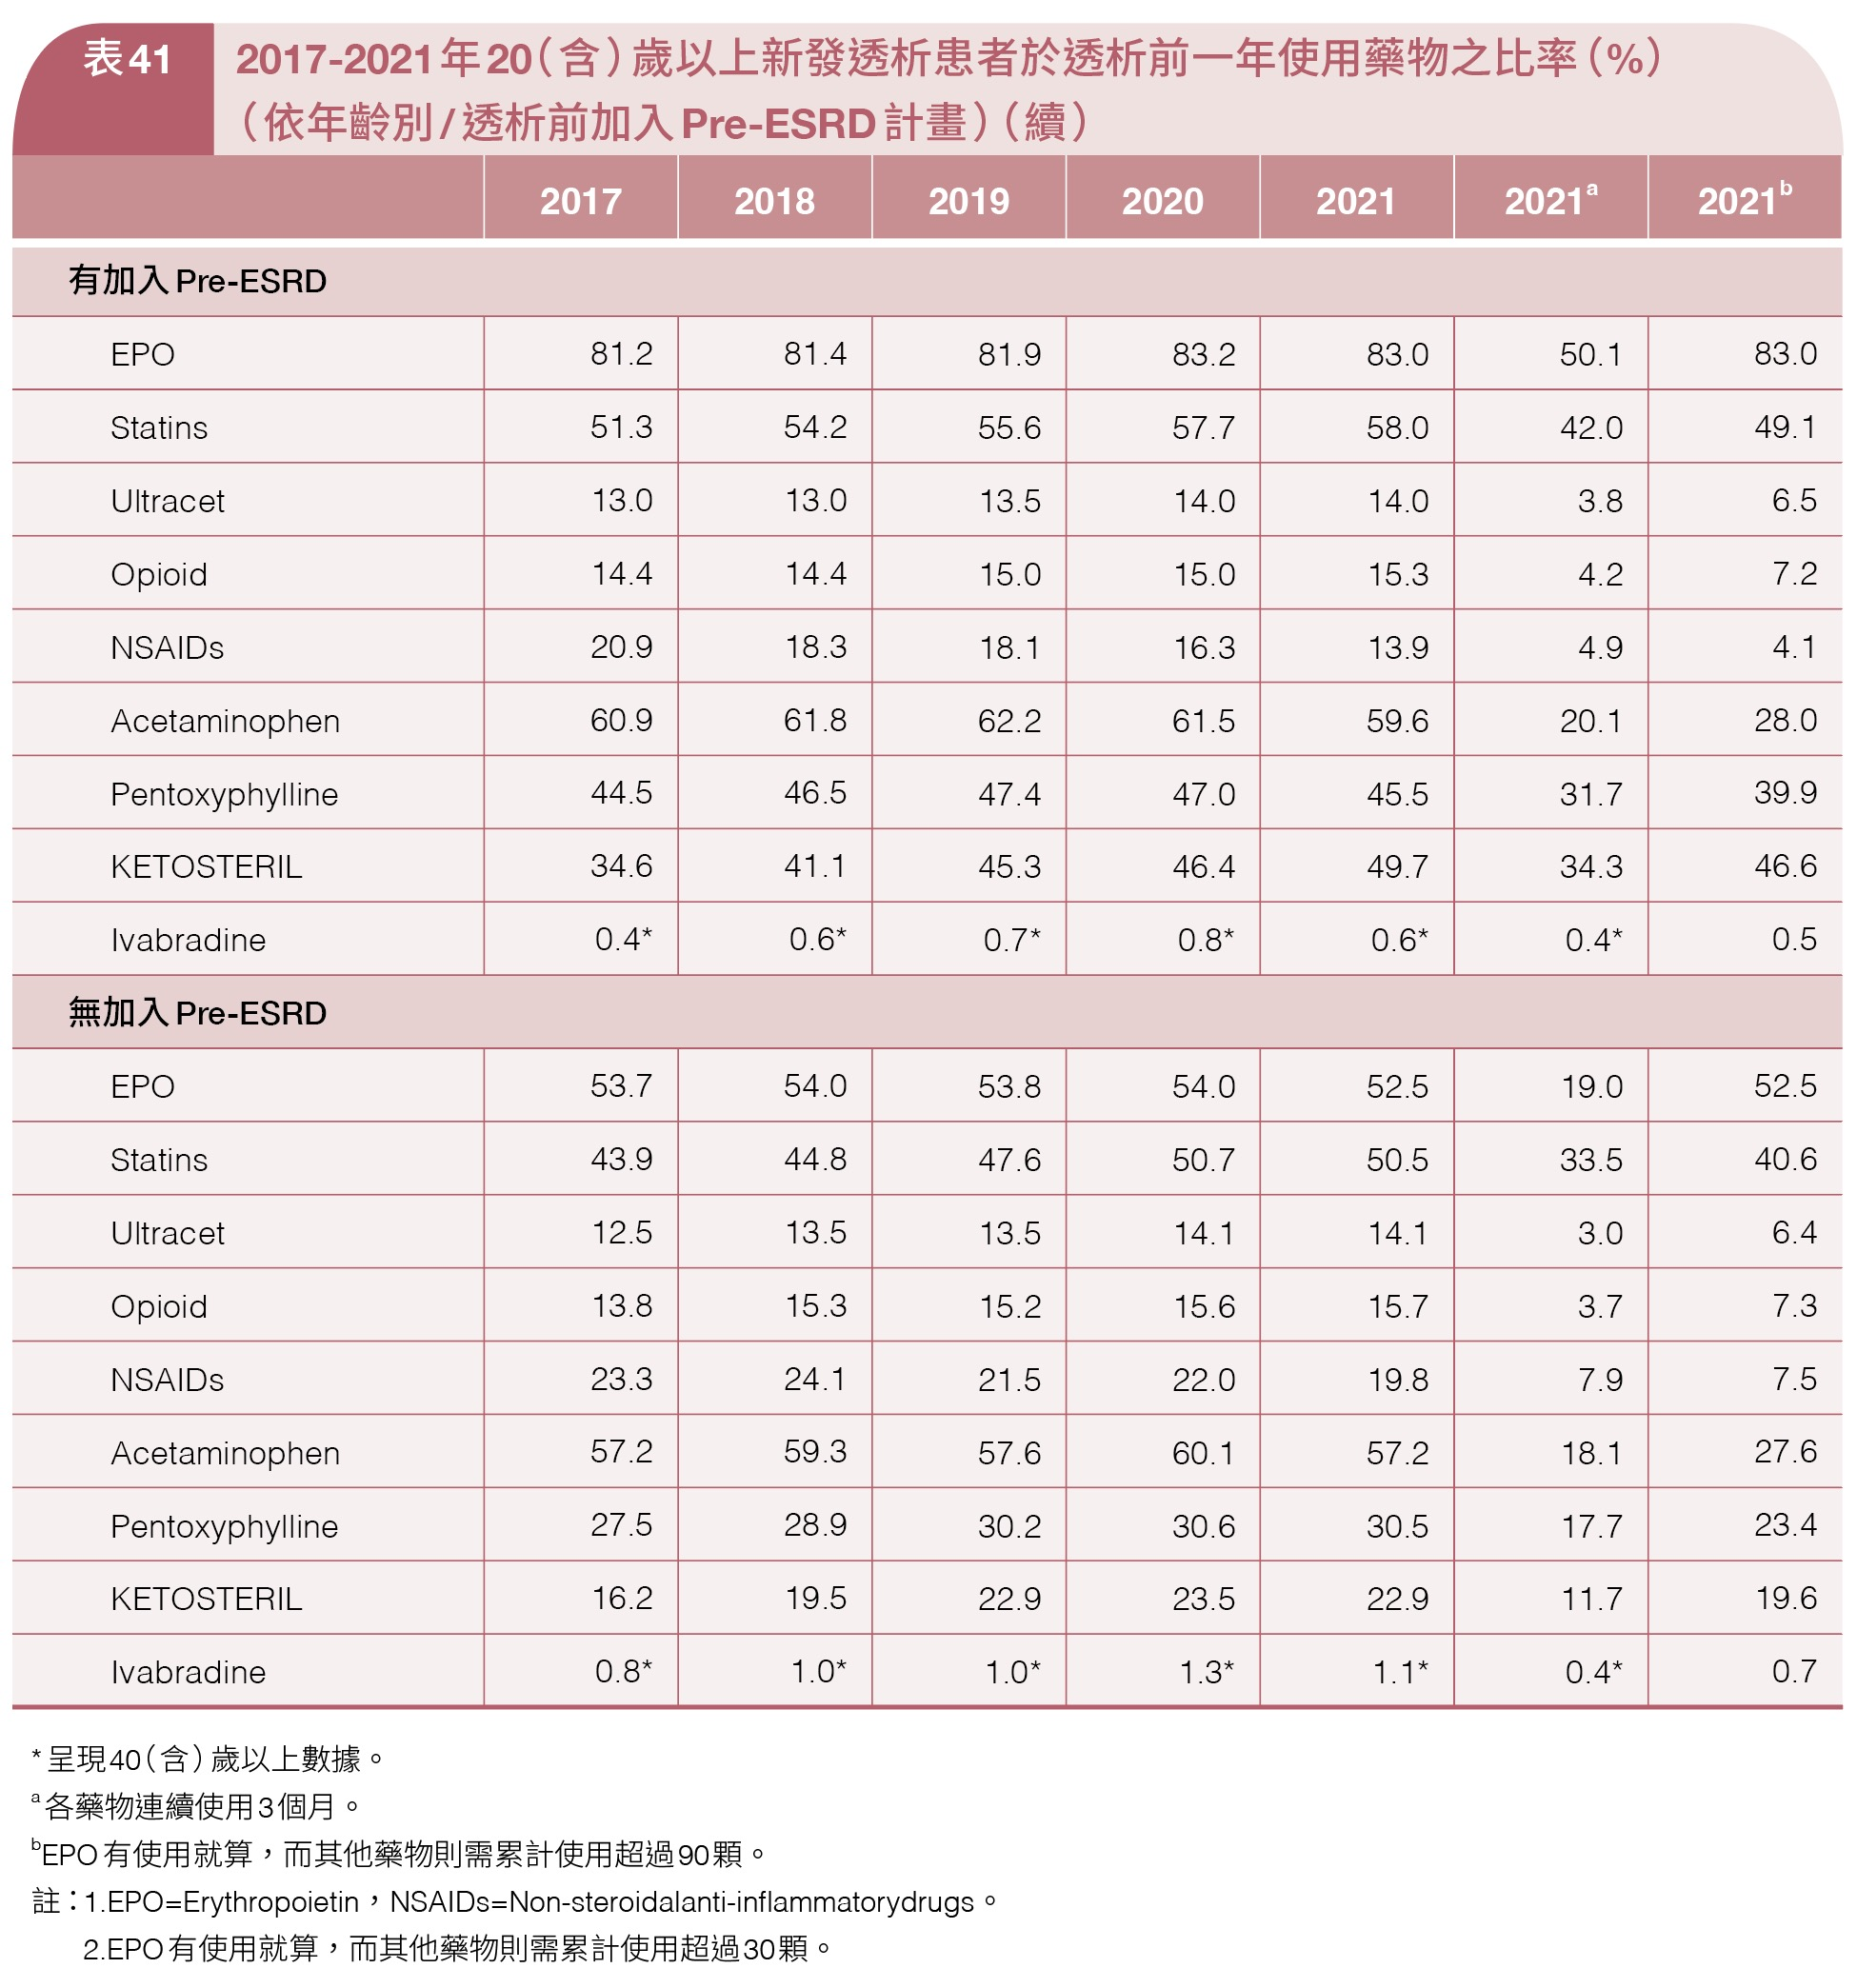 表41
2017-2021年20(含)歲以上新發透析患者於透析前一年使用藥物之比率(%)
(依年齡別/透析前加入Pre-ESRD計畫)(續)
2017 2018 2019 2020 2021 2021a 2021b
有加入Pre-ESRD
EPO 81.2 81.4 81.9 83.2 83.0 50.1 83.0
Statins 51.3 54.2 55.6 57.7 58.0 42.0 49.1
Ultracet 13.0 13.0 13.5 14.0 14.0 3.8 6.5
Opioid 14.4 14.4 15.0 15.0 15.3 4.2 7.2
NSAIDs 20.9 18.3 18.1 16.3 13.9 4.9 4.1
Acetaminophen 60.9 61.8 62.2 61.5 59.6 20.1 28.0
Pentoxyphylline 44.5 46.5 47.4 47.0 45.5 31.7 39.9
KETOSTERIL 34.6 41.1 45.3 46.4 49.7 34.3 46.6
Ivabradine 0.4* 0.6* 0.7* 0.8* 0.6* 0.4* 0.5
無加入Pre-ESRD
EPO 53.7 54.0 53.8 54.0 52.5 19.0 52.5
Statins 43.9 44.8 47.6 50.7 50.5 33.5 40.6
Ultracet 12.5 13.5 13.5 14.1 14.1 3.0 6.4
Opioid 13.8 15.3 15.2 15.6 15.7 3.7 7.3
NSAIDs 23.3 24.1 21.5 22.0 19.8 7.9 7.5
Acetaminophen 57.2 59.3 57.6 60.1 57.2 18.1 27.6
Pentoxyphylline 27.5 28.9 30.2 30.6 30.5 17.7 23.4
KETOSTERIL 16.2 19.5 22.9 23.5 22.9 11.7 19.6
Ivabradine 0.8* 1.0* 1.0* 1.3* 1.1* 0.4* 0.7
*呈現40(含)歲以上數據。
a各藥物連續使用3個月。
bEPO有使用就算，而其他藥物則需累計使用超過90顆。
註：1.EPO=Erythropoietin，NSAIDs=Non-steroidalanti-inflammatorydrugs。
2.EPO有使用就算，而其他藥物則需累計使用超過30顆。